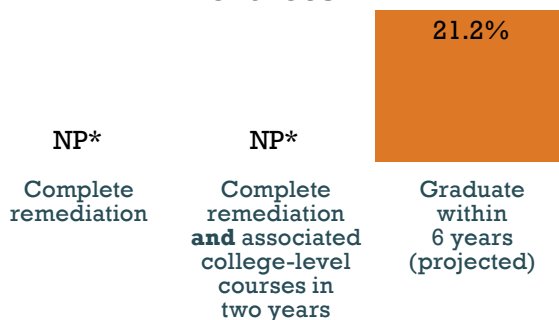 21.2%
NP*
NP*
Complete
remediation
Complete
remediation
and associated
college-level
courses in
two years
Graduate
within
6 years
(projected)